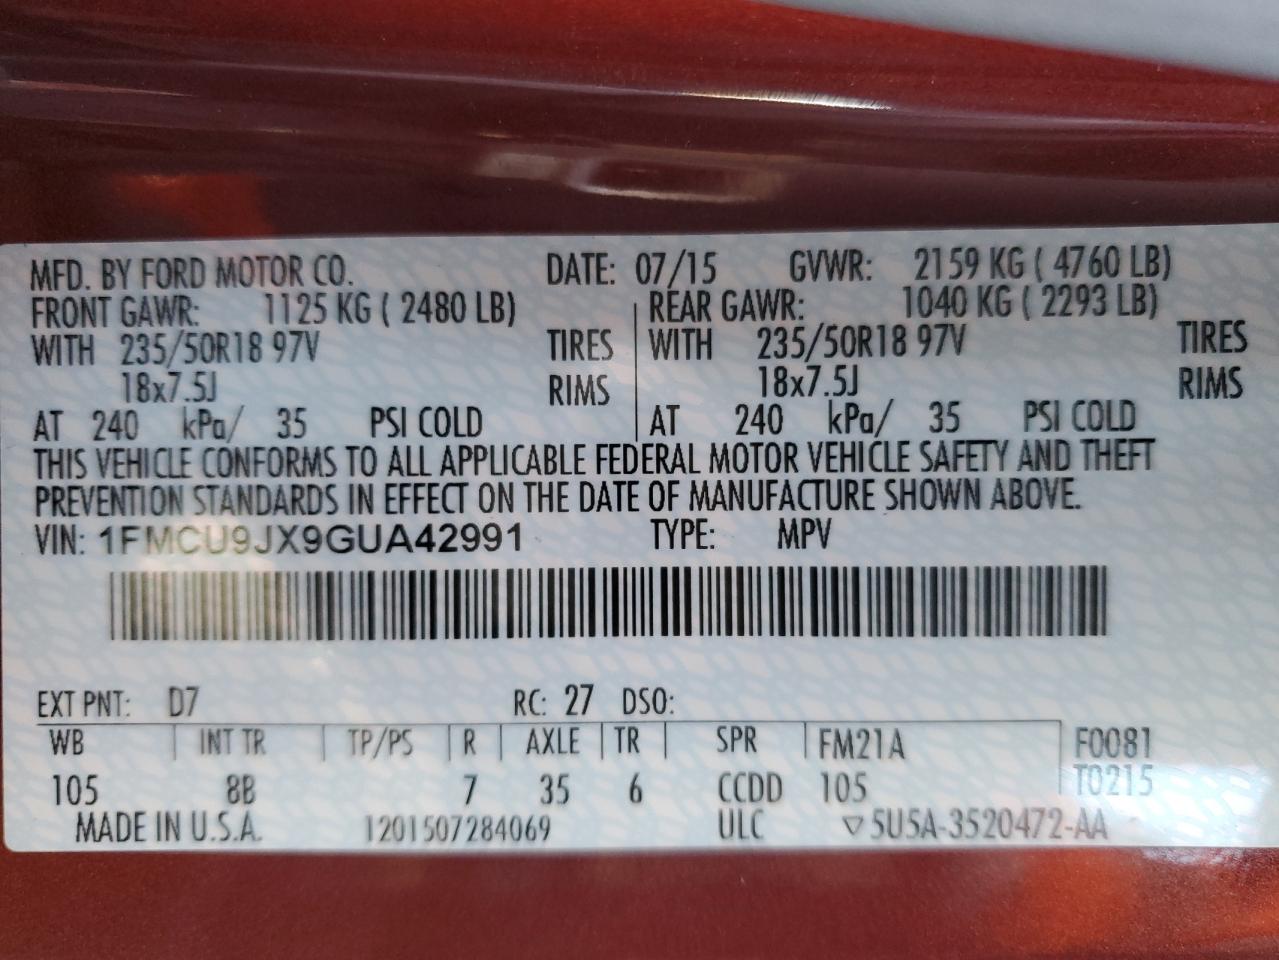 MFD. BY FORD MOTOR CO. DATE: 07/15 GVWR: 2159 KG ( 4760 LB)
FRONT GAWR: 1125 KG ( 2480 LB) REAR GAWR: 1040 KG ( 2293 LB)
WITH 235/50R18 97V TIRES WITH 235/50R18 97V TIRES
18x7.5J RIMS 18x7.5J RIMS
AT 240 kPa/ 35 PSI COLD AT 240 kPa/ 35 PSI COLD
THIS VEHICLE CONFORMS TO ALL APPLICABLE FEDERAL MOTOR VEHICLE SAFETY AND THEFT
PREVENTION STANDARDS IN EFFECT ON THE DATE OF MANUFACTURE SHOWN ABOVE.
VIN: 1FMCU9JX9GUA42991 TYPE: MPV
EXT PNT: D7 RC: 27 DSO:
WB INT TR TP/PS R AXLE TR SPR FM21A F0081
105 8B 7 35 6 CCDD 105 T0215
MADE IN U.S.A. 1201507284069 ULC ▽5U5A-3520472-AA